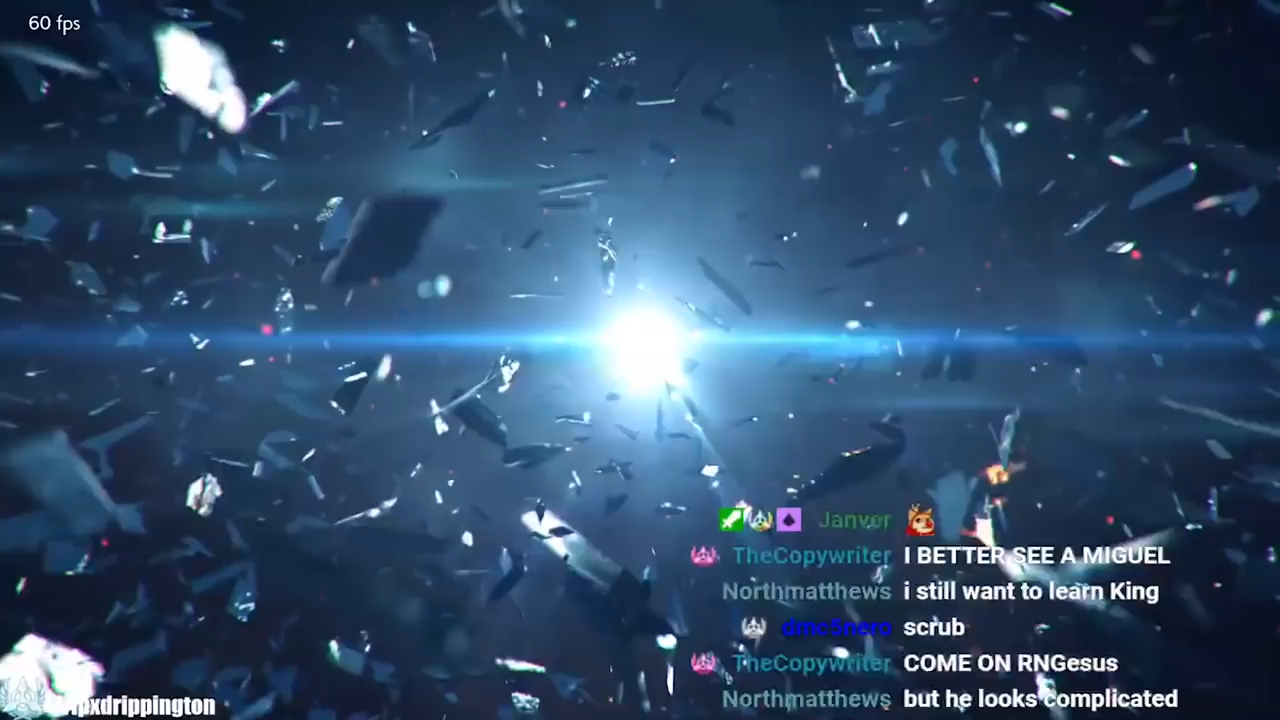 60 fps
Janver
TheCopywriter I BETTER SEE A MIGUEL
Northmatthews i still want to learn King
dmc5nero scrub
TheCopywriter COME ON RNGesus
Northmatthews but he looks complicated